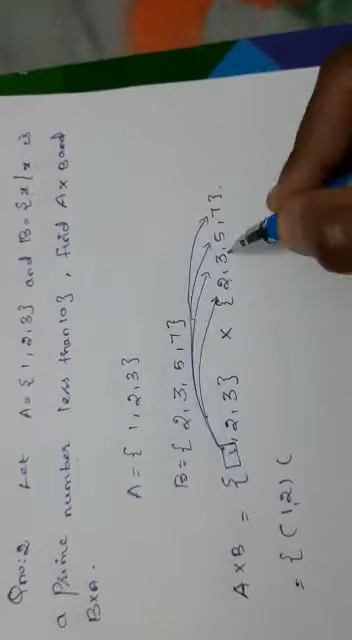 Qno:2 Let A = {1, 2, 3} and B = {x/x is
a Prime number less than 10}, find A×B and
B×A.
A = { 1, 2, 3}
B = { 2, 3, 5, 7}
A×B = {1, 2, 3} × {2, 3, 5, 7}.
= { (1,2) (